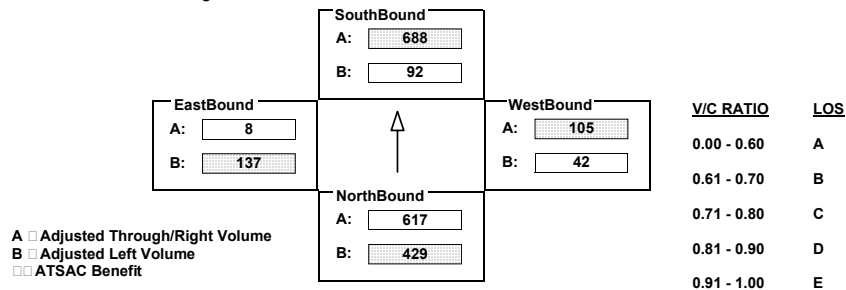 SouthBound
A: 688
B: 92
EastBound
A: 8
B: 137
WestBound
A: 105
B: 42
NorthBound
A: 617
B: 429
A □ Adjusted Through/Right Volume
B □ Adjusted Left Volume
□□ ATSAC Benefit
V/C RATIO LOS
0.00 - 0.60 A
0.61 - 0.70 B
0.71 - 0.80 C
0.81 - 0.90 D
0.91 - 1.00 E